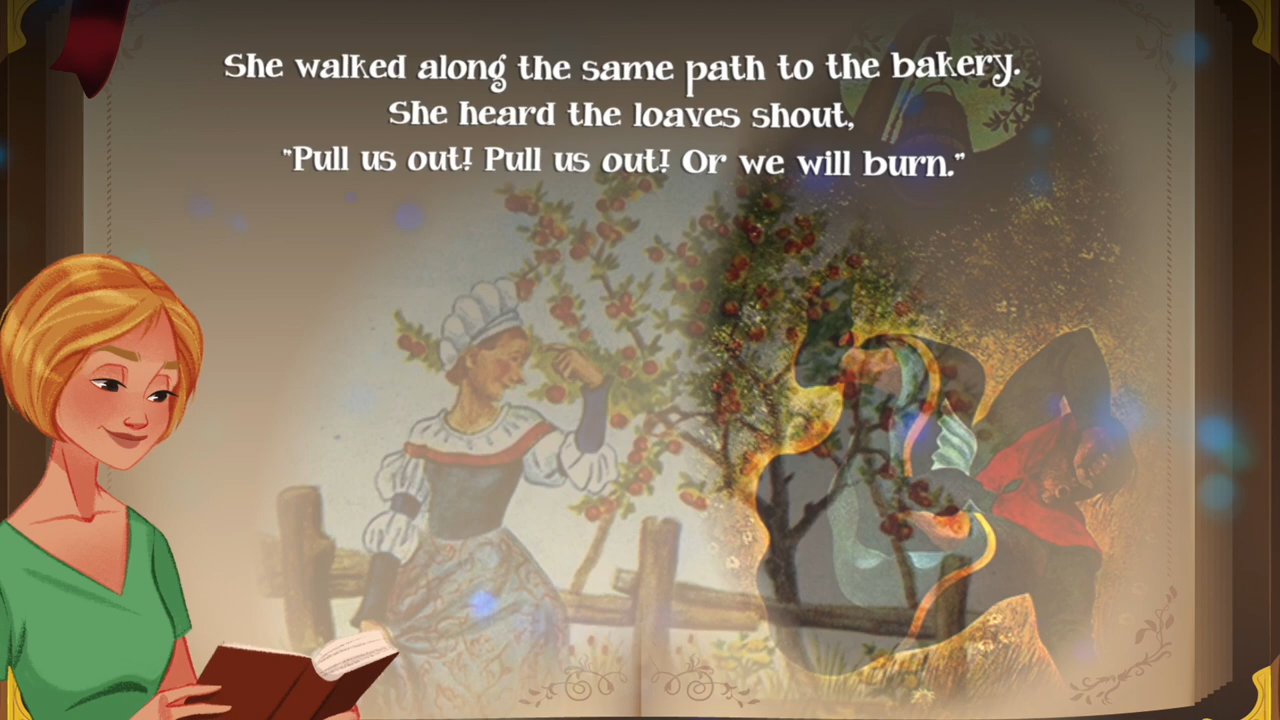 She walked along the same path to the bakery.
She heard the loaves shout,
"Pull us out! Pull us out! Or we will burn."